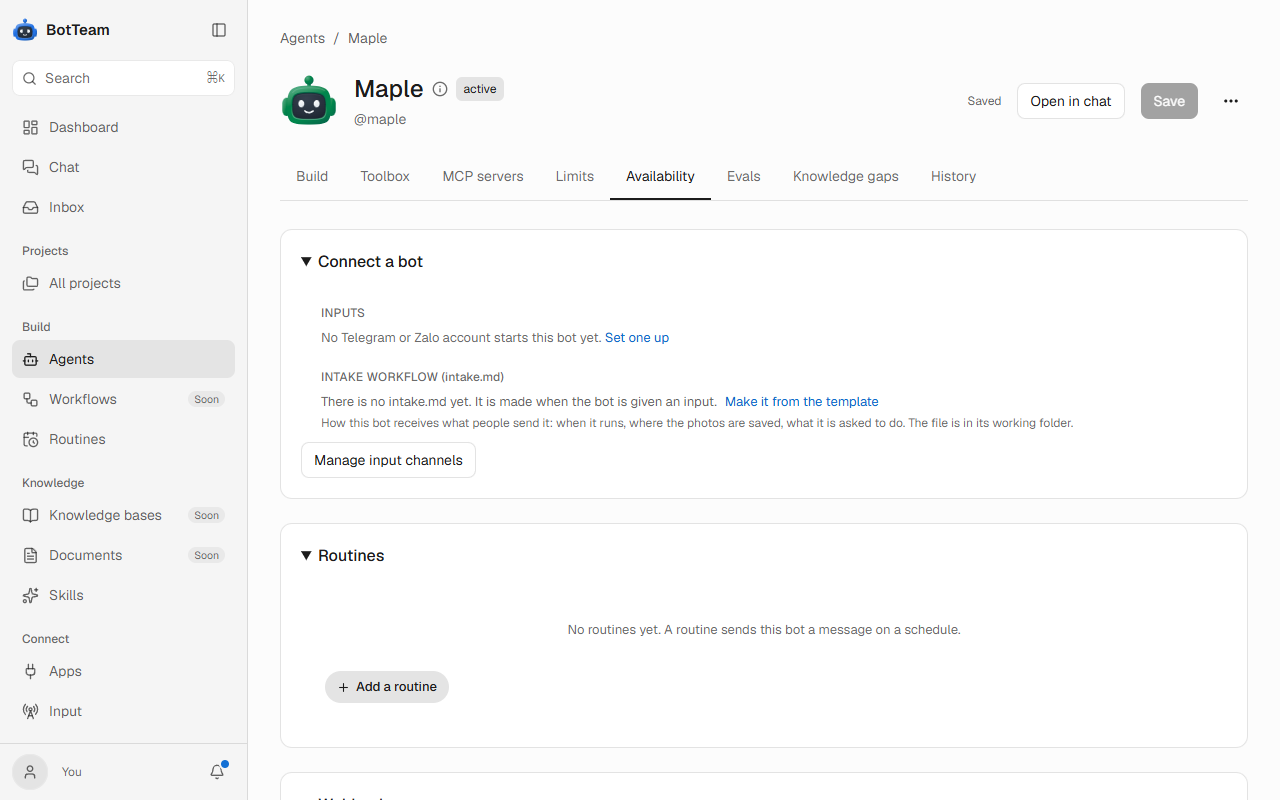 BotTeam
Search ⌘K
Dashboard
Chat
Inbox
Projects
All projects
Build
Agents
Workflows Soon
Routines
Knowledge
Knowledge bases Soon
Documents Soon
Skills
Connect
Apps
Input
You
Agents / Maple
Maple active
@maple
Saved Open in chat Save
Build Toolbox MCP servers Limits Availability Evals Knowledge gaps History
Connect a bot
INPUTS
No Telegram or Zalo account starts this bot yet. Set one up
INTAKE WORKFLOW (intake.md)
There is no intake.md yet. It is made when the bot is given an input. Make it from the template
How this bot receives what people send it: when it runs, where the photos are saved, what it is asked to do. The file is in its working folder.
Manage input channels
Routines
No routines yet. A routine sends this bot a message on a schedule.
+ Add a routine